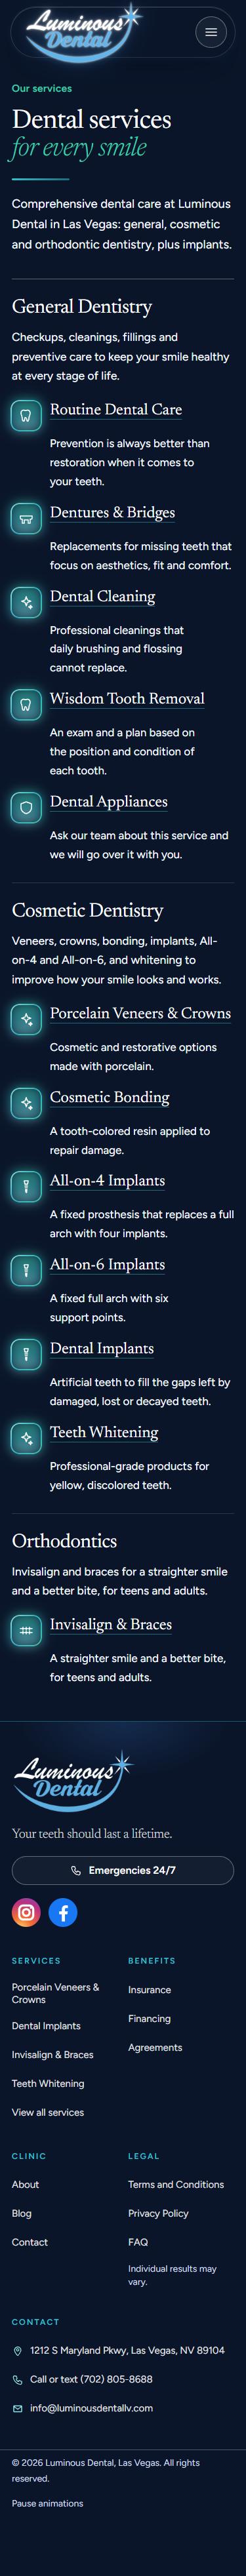 Luminous
Dental
Our services
Dental services
for every smile
Comprehensive dental care at Luminous
Dental in Las Vegas: general, cosmetic
and orthodontic dentistry, plus implants.
General Dentistry
Checkups, cleanings, fillings and
preventive care to keep your smile healthy
at every stage of life.
Routine Dental Care
Prevention is always better than
restoration when it comes to
your teeth.
Dentures & Bridges
Replacements for missing teeth that
focus on aesthetics, fit and comfort.
Dental Cleaning
Professional cleanings that
daily brushing and flossing
cannot replace.
Wisdom Tooth Removal
An exam and a plan based on
the position and condition of
each tooth.
Dental Appliances
Ask our team about this service and
we will go over it with you.
Cosmetic Dentistry
Veneers, crowns, bonding, implants, All-
on-4 and All-on-6, and whitening to
improve how your smile looks and works.
Porcelain Veneers & Crowns
Cosmetic and restorative options
made with porcelain.
Cosmetic Bonding
A tooth-colored resin applied to
repair damage.
All-on-4 Implants
A fixed prosthesis that replaces a full
arch with four implants.
All-on-6 Implants
A fixed full arch with six
support points.
Dental Implants
Artificial teeth to fill the gaps left by
damaged, lost or decayed teeth.
Teeth Whitening
Professional-grade products for
yellow, discolored teeth.
Orthodontics
Invisalign and braces for a straighter smile
and a better bite, for teens and adults.
Invisalign & Braces
A straighter smile and a better bite,
for teens and adults.
Luminous
Dental
Your teeth should last a lifetime.
Emergencies 24/7
SERVICES
Porcelain Veneers &
Crowns
Dental Implants
Invisalign & Braces
Teeth Whitening
View all services
BENEFITS
Insurance
Financing
Agreements
CLINIC
About
Blog
Contact
LEGAL
Terms and Conditions
Privacy Policy
FAQ
Individual results may
vary.
CONTACT
1212 S Maryland Pkwy, Las Vegas, NV 89104
Call or text (702) 805-8688
info@luminousdentallv.com
© 2026 Luminous Dental, Las Vegas. All rights
reserved.
Pause animations